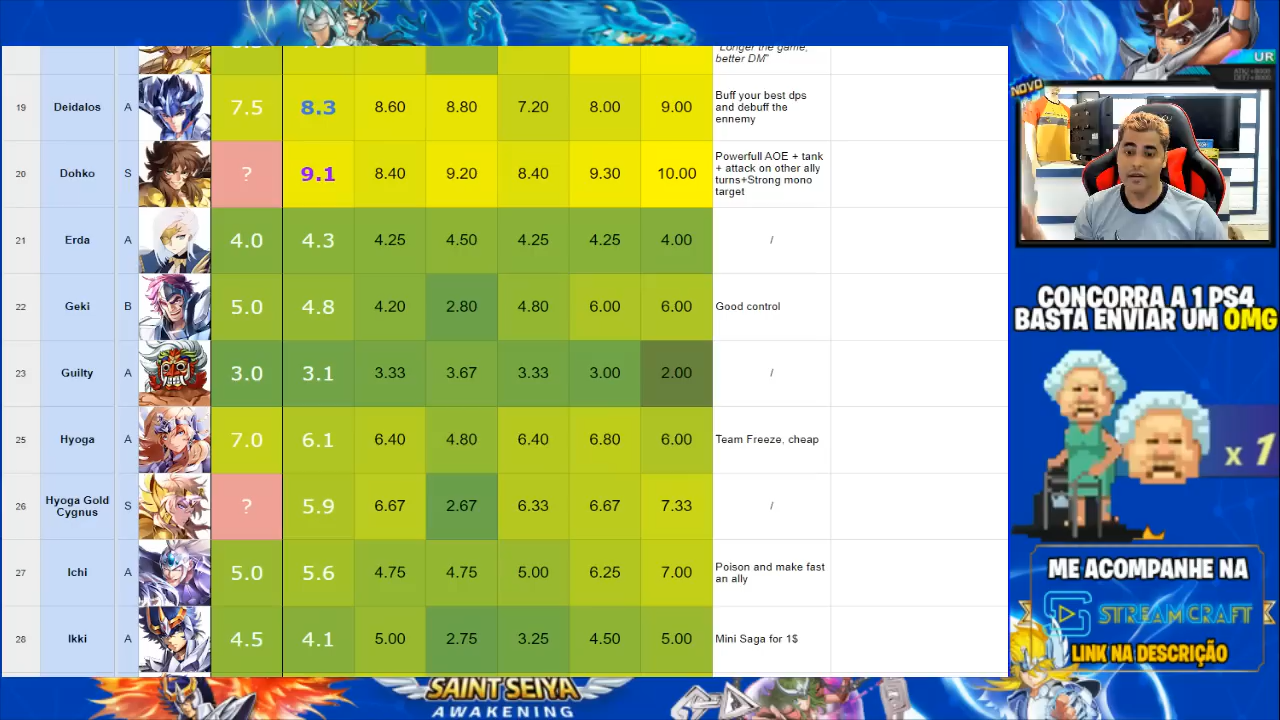 "Longer the game,
better DM"
19 Deidalos A 7.5 8.3 8.60 8.80 7.20 8.00 9.00 Buff your best dps
and debuff the
ennemy
20 Dohko S ? 9.1 8.40 9.20 8.40 9.30 10.00 Powerfull AOE + tank
+ attack on other ally
turns+Strong mono
target
21 Erda A 4.0 4.3 4.25 4.50 4.25 4.25 4.00 /
22 Geki B 5.0 4.8 4.20 2.80 4.80 6.00 6.00 Good control
23 Guilty A 3.0 3.1 3.33 3.67 3.33 3.00 2.00 /
25 Hyoga A 7.0 6.1 6.40 4.80 6.40 6.80 6.00 Team Freeze, cheap
26 Hyoga Gold
Cygnus S ? 5.9 6.67 2.67 6.33 6.67 7.33 /
27 Ichi A 5.0 5.6 4.75 4.75 5.00 6.25 7.00 Poison and make fast
an ally
28 Ikki A 4.5 4.1 5.00 2.75 3.25 4.50 5.00 Mini Saga for 1$
UR
NOVO
CONCORRA A 1 PS4
BASTA ENVIAR UM OMG
x 1
ME ACOMPANHE NA
STREAMCRAFT
LINK NA DESCRIÇÃO
SAINT SEIYA
AWAKENING